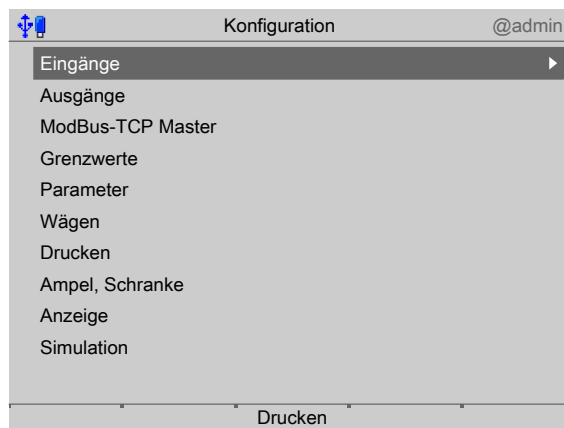 Konfiguration @admin
Eingänge
Ausgänge
ModBus-TCP Master
Grenzwerte
Parameter
Wägen
Drucken
Ampel, Schranke
Anzeige
Simulation
Drucken